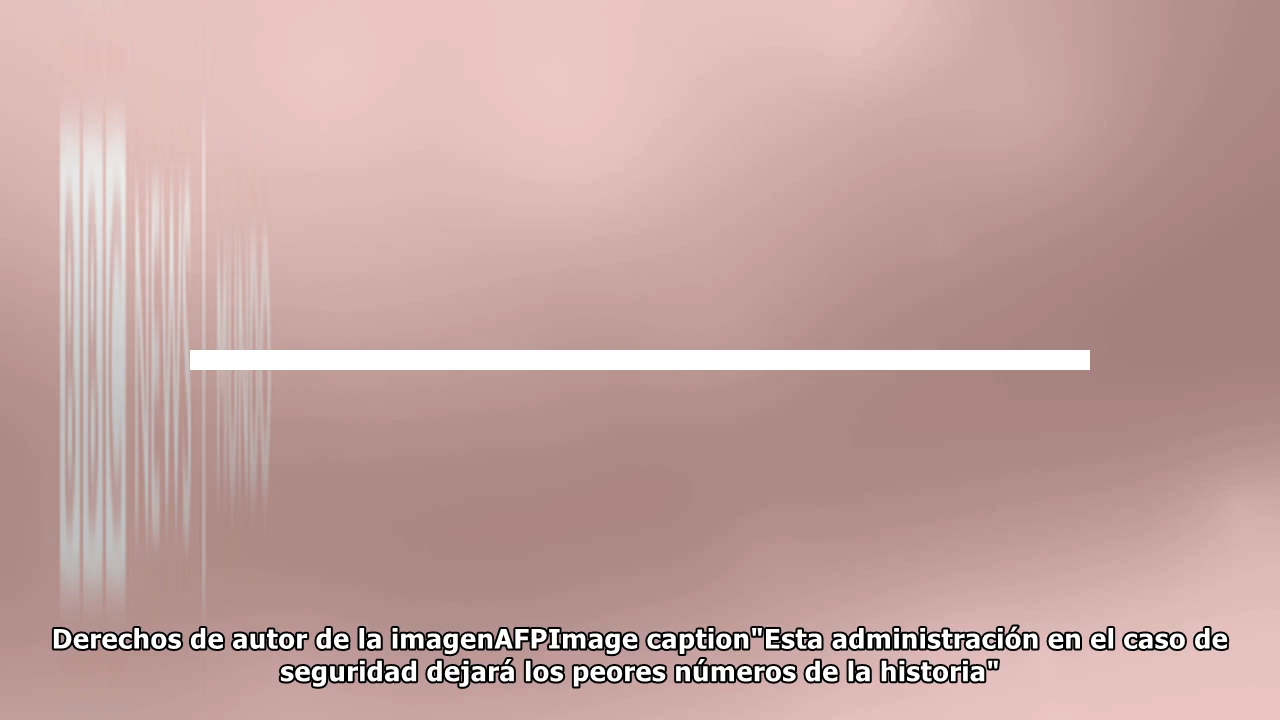 Derechos de autor de la imagenAFPImage caption"Esta administración en el caso de
seguridad dejará los peores números de la historia"